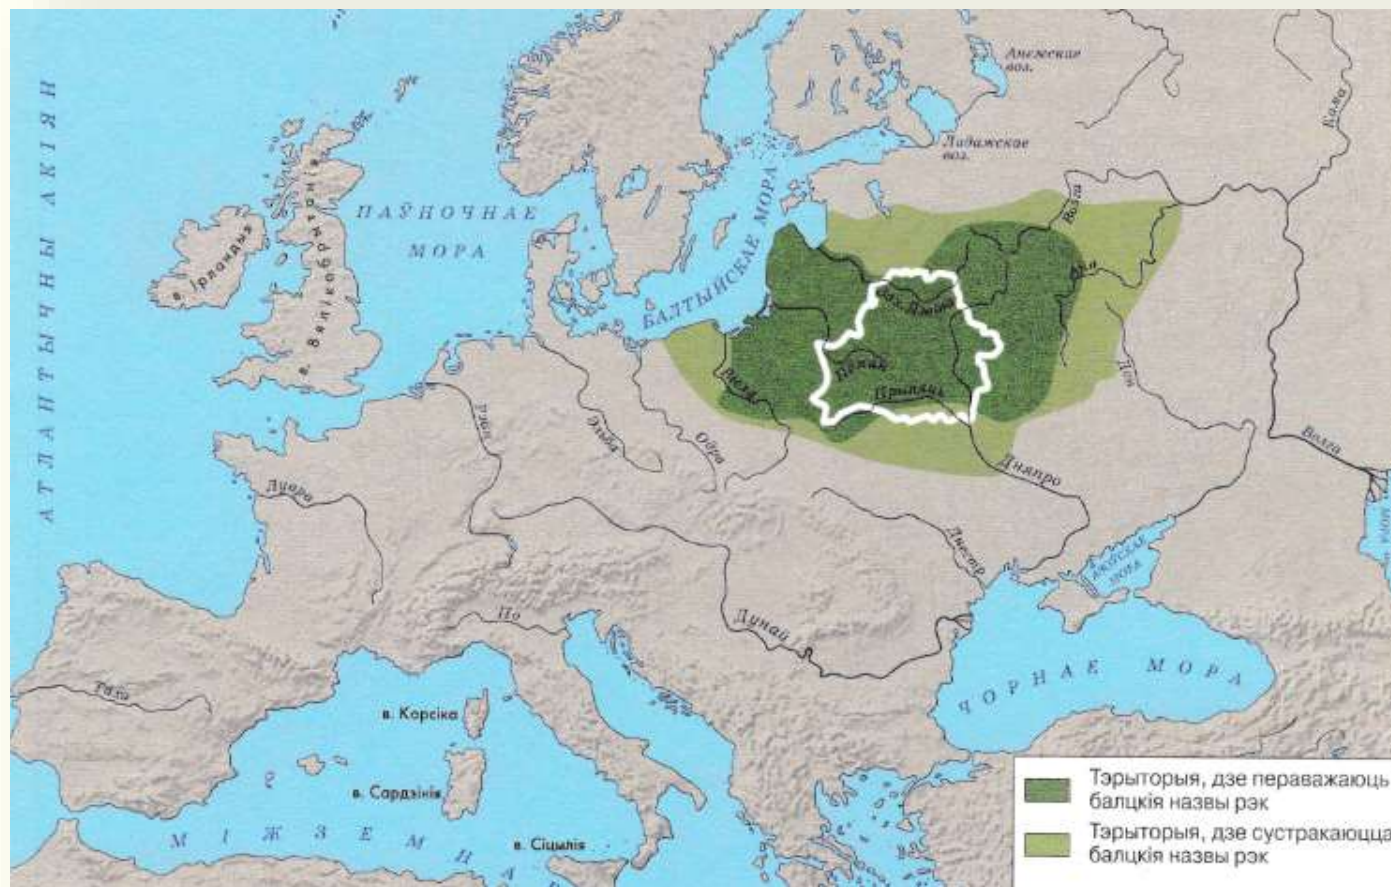 АТЛАНТЫЧНЫ АКІЯН
Анежскае
воз.
Кама
Ладажскае
воз.
в. Ірландыя
в. Вялікабрытанія
ПАЎНОЧНАЕ
МОРА
БАЛТЫЙСКАЕ МОРА
Волга
Ака
Зах. Дзвіна
Нёман
Прыпяць
Вісла
Дон
Рэйн
Эльба
Одра
Дняпро
Волга
Луара
Днестр
АЗОЎСКАЕ
МОРА
МОРА
По
Дунай
Таха
ЧОРНАЕ МОРА
в. Корсіка
в. Сардзінія
в. Сіцылія
МІЖЗЕМН
Тэрыторыя, дзе пераважаюць
балцкія назвы рэк
Тэрыторыя, дзе сустракаюцца
балцкія назвы рэк